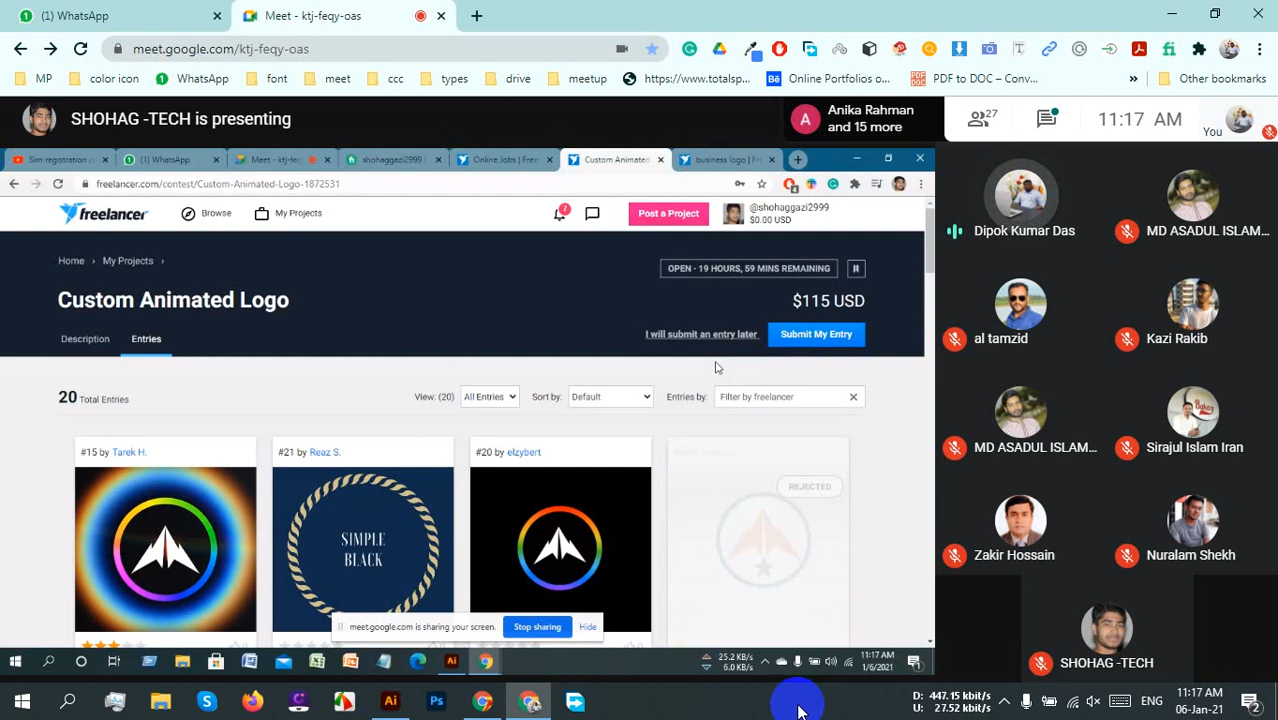 (1) WhatsApp
Meet - ktj-feqy-oas
meet.google.com/ktj-feqy-oas
MP
color icon
WhatsApp
font
meet
ccc
types
drive
meetup
https://www.totalsp...
Online Portfolios o...
PDF to DOC – Conv...
Other bookmarks
SHOHAG -TECH is presenting
Anika Rahman
and 15 more
27
11:17 AM
You
Sim registration
(1) WhatsApp
Meet - ktj-feq
shohaggazi2999
Online Jobs | Free
Custom Animated
business logo | Fre
freelancer.com/contest/Custom-Animated-Logo-1872531
freelancer
Browse
My Projects
Post a Project
@shohaggazi2999
$0.00 USD
Home > My Projects >
OPEN · 19 HOURS, 59 MINS REMAINING
Custom Animated Logo
$115 USD
Description
Entries
I will submit an entry later
Submit My Entry
20 Total Entries
View: (20)
All Entries
Sort by:
Default
Entries by:
Filter by freelancer
#15 by Tarek H.
#21 by Reaz S.
#20 by elzybert
REJECTED
SIMPLE
BLACK
meet.google.com is sharing your screen.
Stop sharing
Hide
25.2 KB/s
6.0 KB/s
11:17 AM
1/6/2021
Dipok Kumar Das
MD ASADUL ISLAM...
al tamzid
Kazi Rakib
MD ASADUL ISLAM...
Sirajul Islam Iran
Zakir Hossain
Nuralam Shekh
SHOHAG -TECH
D: 447.15 kbit/s
U: 27.52 kbit/s
ENG
11:17 AM
06-Jan-21
2